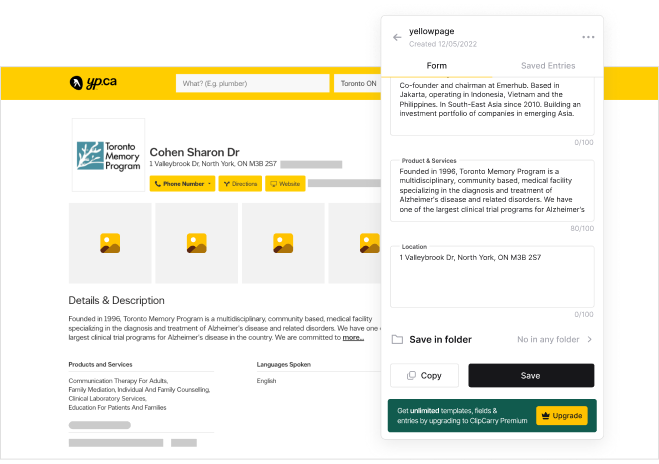 yp.ca
What? (E.g. plumber)
Toronto ON
Toronto
Memory
Program
Cohen Sharon Dr
1 Valleybrook Dr, North York, ON M3B 2S7
Phone Number
Directions
Website
Details & Description
Founded in 1996, Toronto Memory Program is a multidisciplinary, community based, medical facility
specializing in the diagnosis and treatment of Alzheimer's disease and related disorders. We have one
largest clinical trial programs for Alzheimer's disease in the country. We are committed to more...
Products and Services
Communication Therapy For Adults,
Family Mediation, Individual And Family Counselling,
Clinical Laboratory Services,
Education For Patients And Families
Languages Spoken
English
yellowpage
Created 12/05/2022
Form
Saved Entries
Co-founder and chairman at Emerhub. Based in
Jakarta, operating in Indonesia, Vietnam and the
Philippines. In South-East Asia since 2010. Building an
investment portfolio of companies in emerging Asia.
0/100
Product & Services
Founded in 1996, Toronto Memory Program is a
multidisciplinary, community based, medical facility
specializing in the diagnosis and treatment of
Alzheimer's disease and related disorders. We have
one of the largest clinical trial programs for Alzheimer's
90/100
Location
1 Valleybrook Dr, North York, ON M3B 2S7
0/100
Save in folder
No in any folder
Copy
Save
Get unlimited templates, fields &
entries by upgrading to ClipCarry Premium
Upgrade